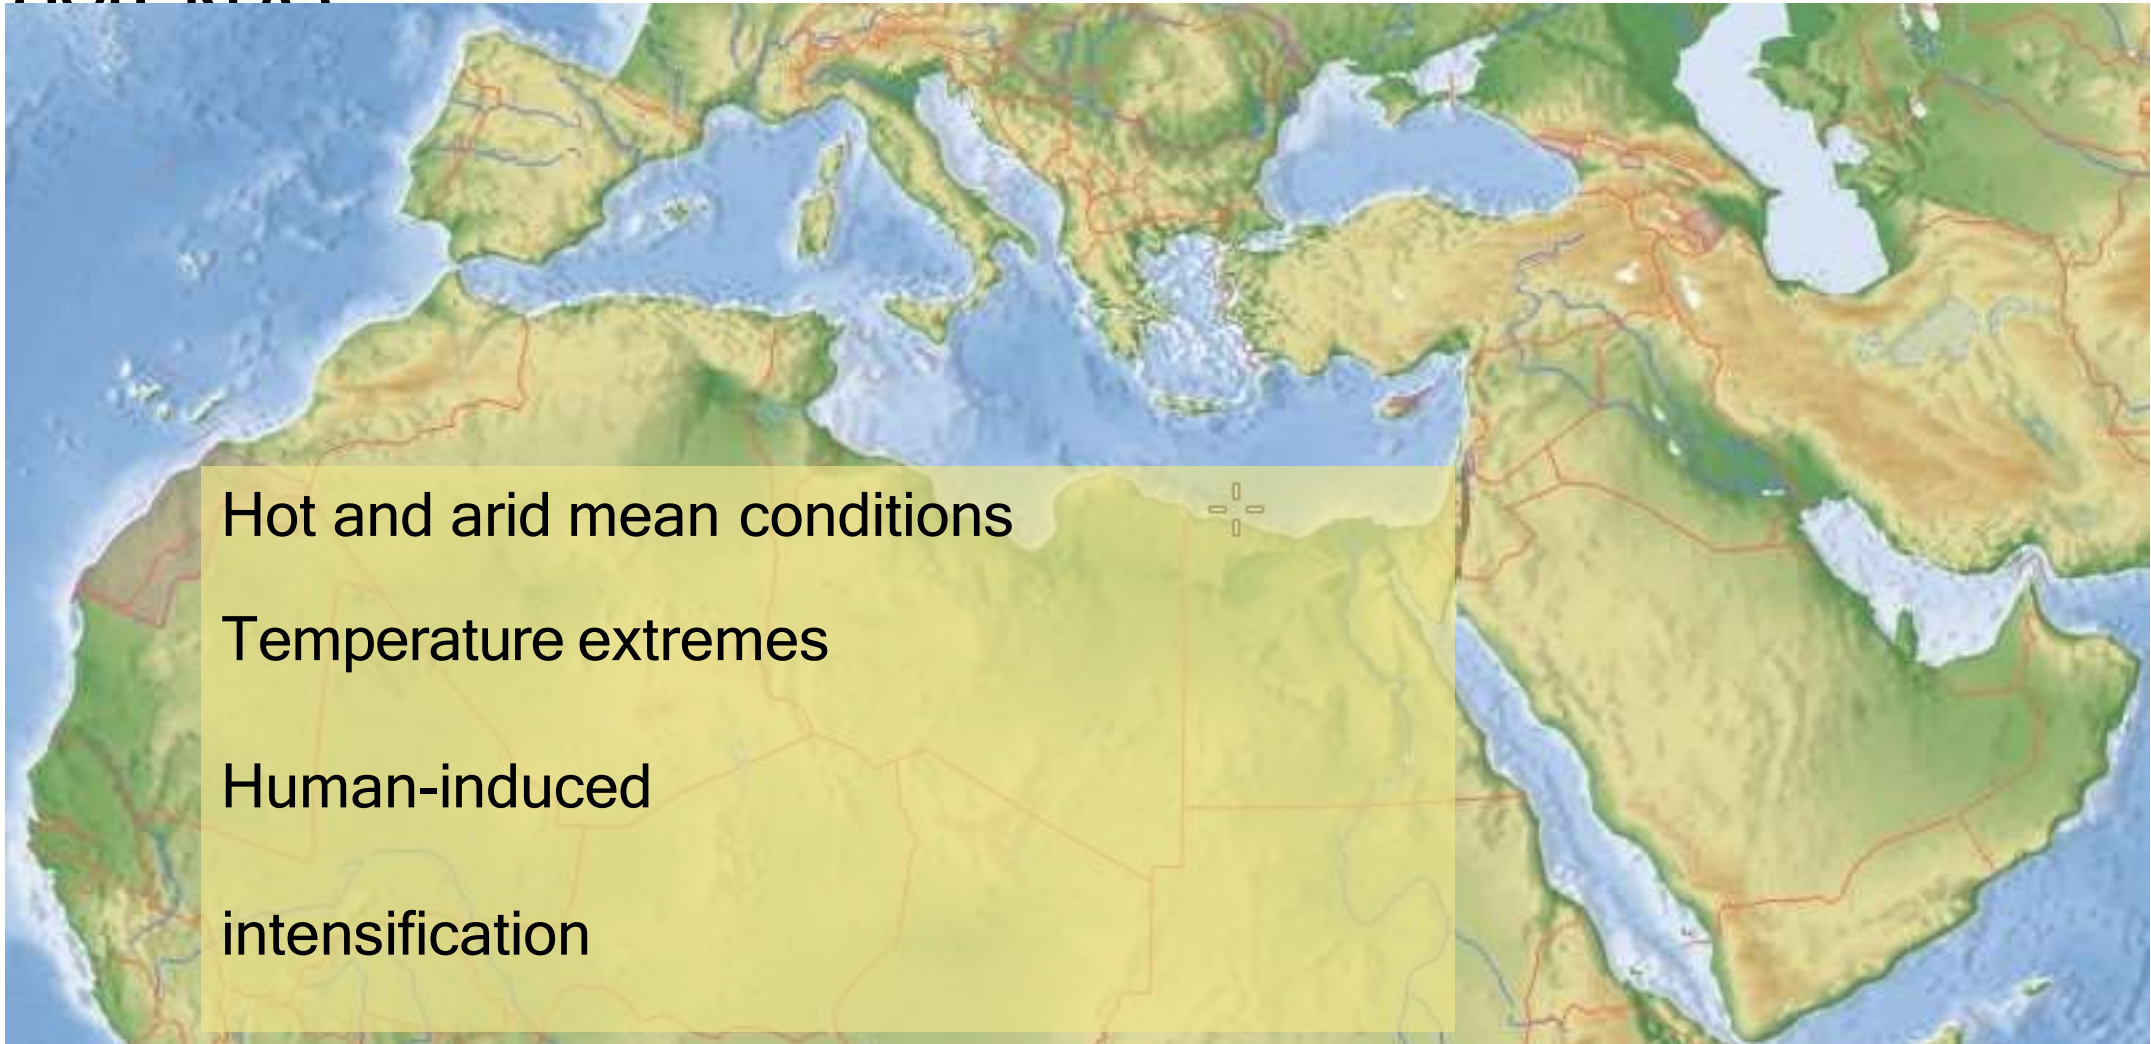 Hot and arid mean conditions
Temperature extremes
Human-induced
intensification